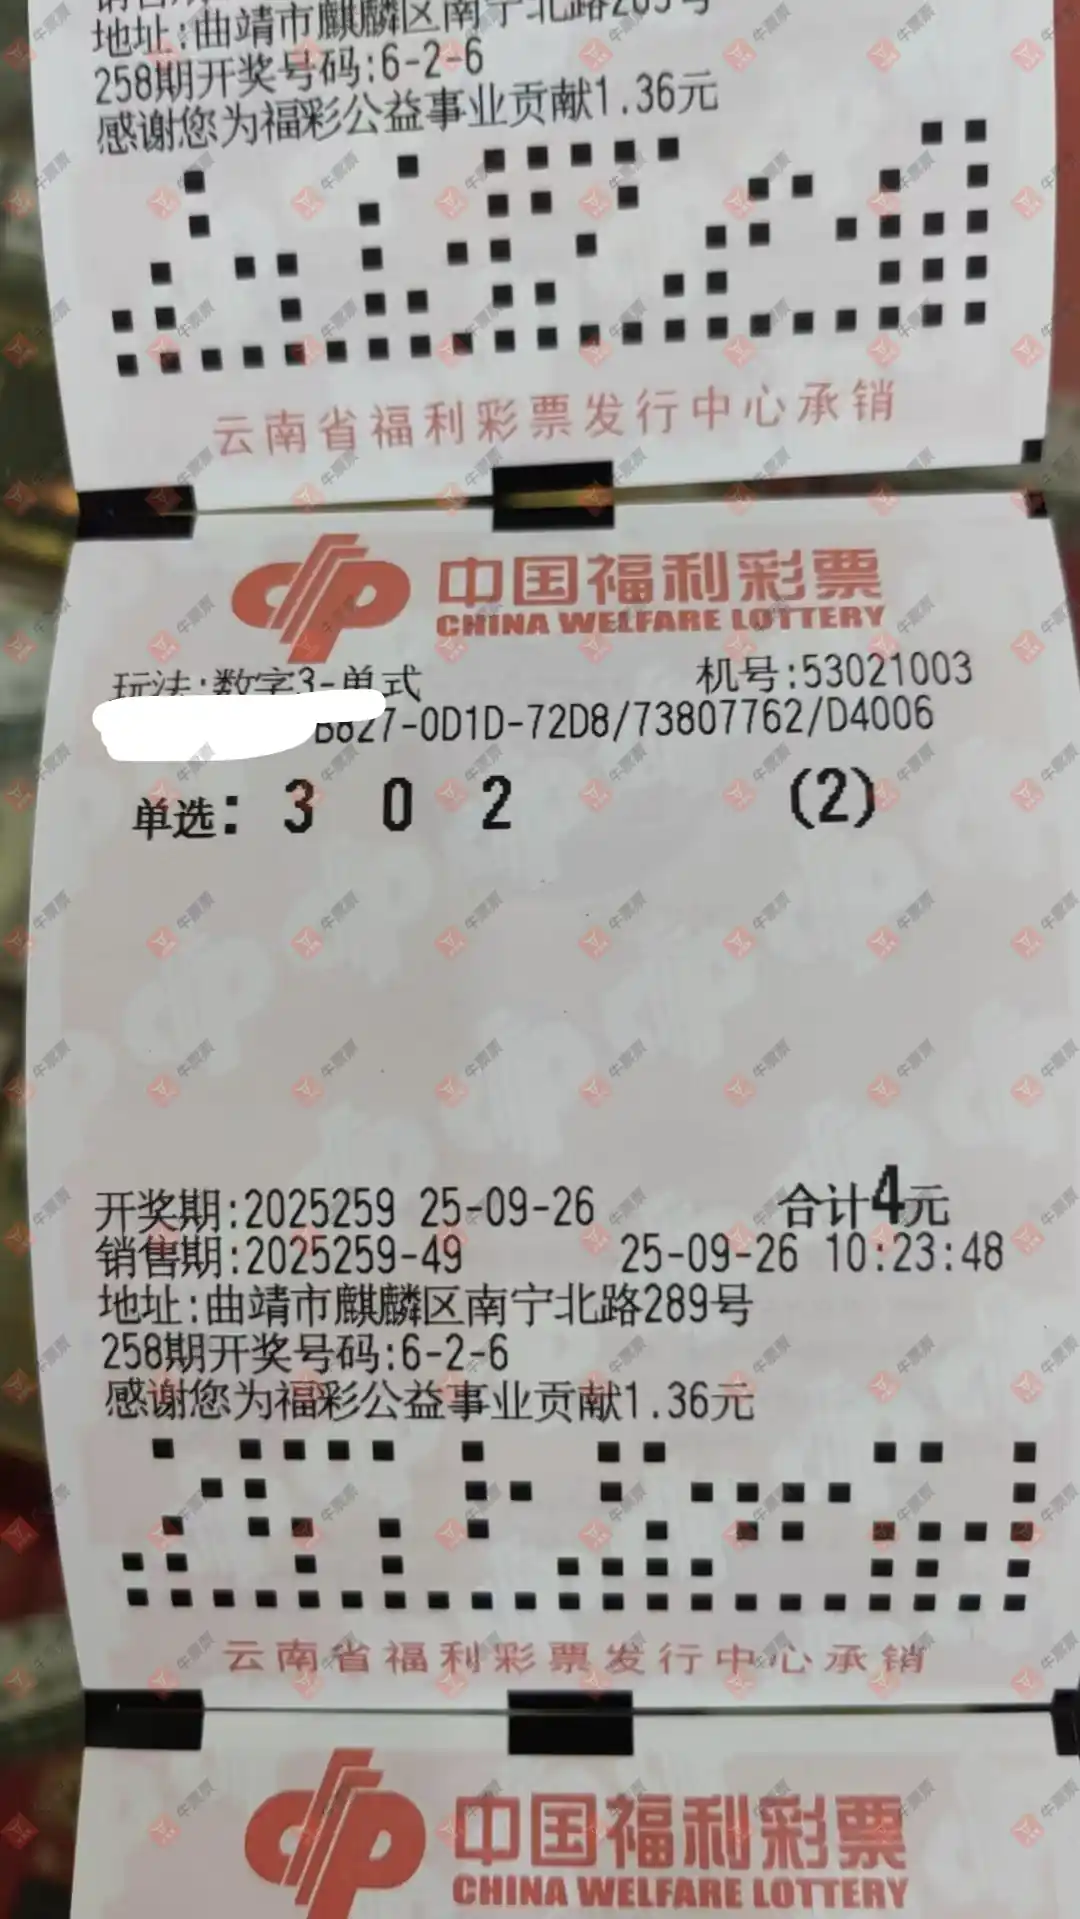 地址:曲靖市麒麟区南宁北路289号
258期开奖号码:6-2-6
感谢您为福彩公益事业贡献1.36元
云南省福利彩票发行中心承销
中国福利彩票
CHINA WELFARE LOTTERY
玩法:数字3-单式 机号:53021003
B827-0D1D-72D8/73807762/D4006
单选: 3 0 2 (2)
开奖期:2025259 25-09-26 合计4元
销售期:2025259-49 25-09-26 10:23:48
地址:曲靖市麒麟区南宁北路289号
258期开奖号码:6-2-6
感谢您为福彩公益事业贡献1.36元
云南省福利彩票发行中心承销
中国福利彩票
CHINA WELFARE LOTTERY
牛票票